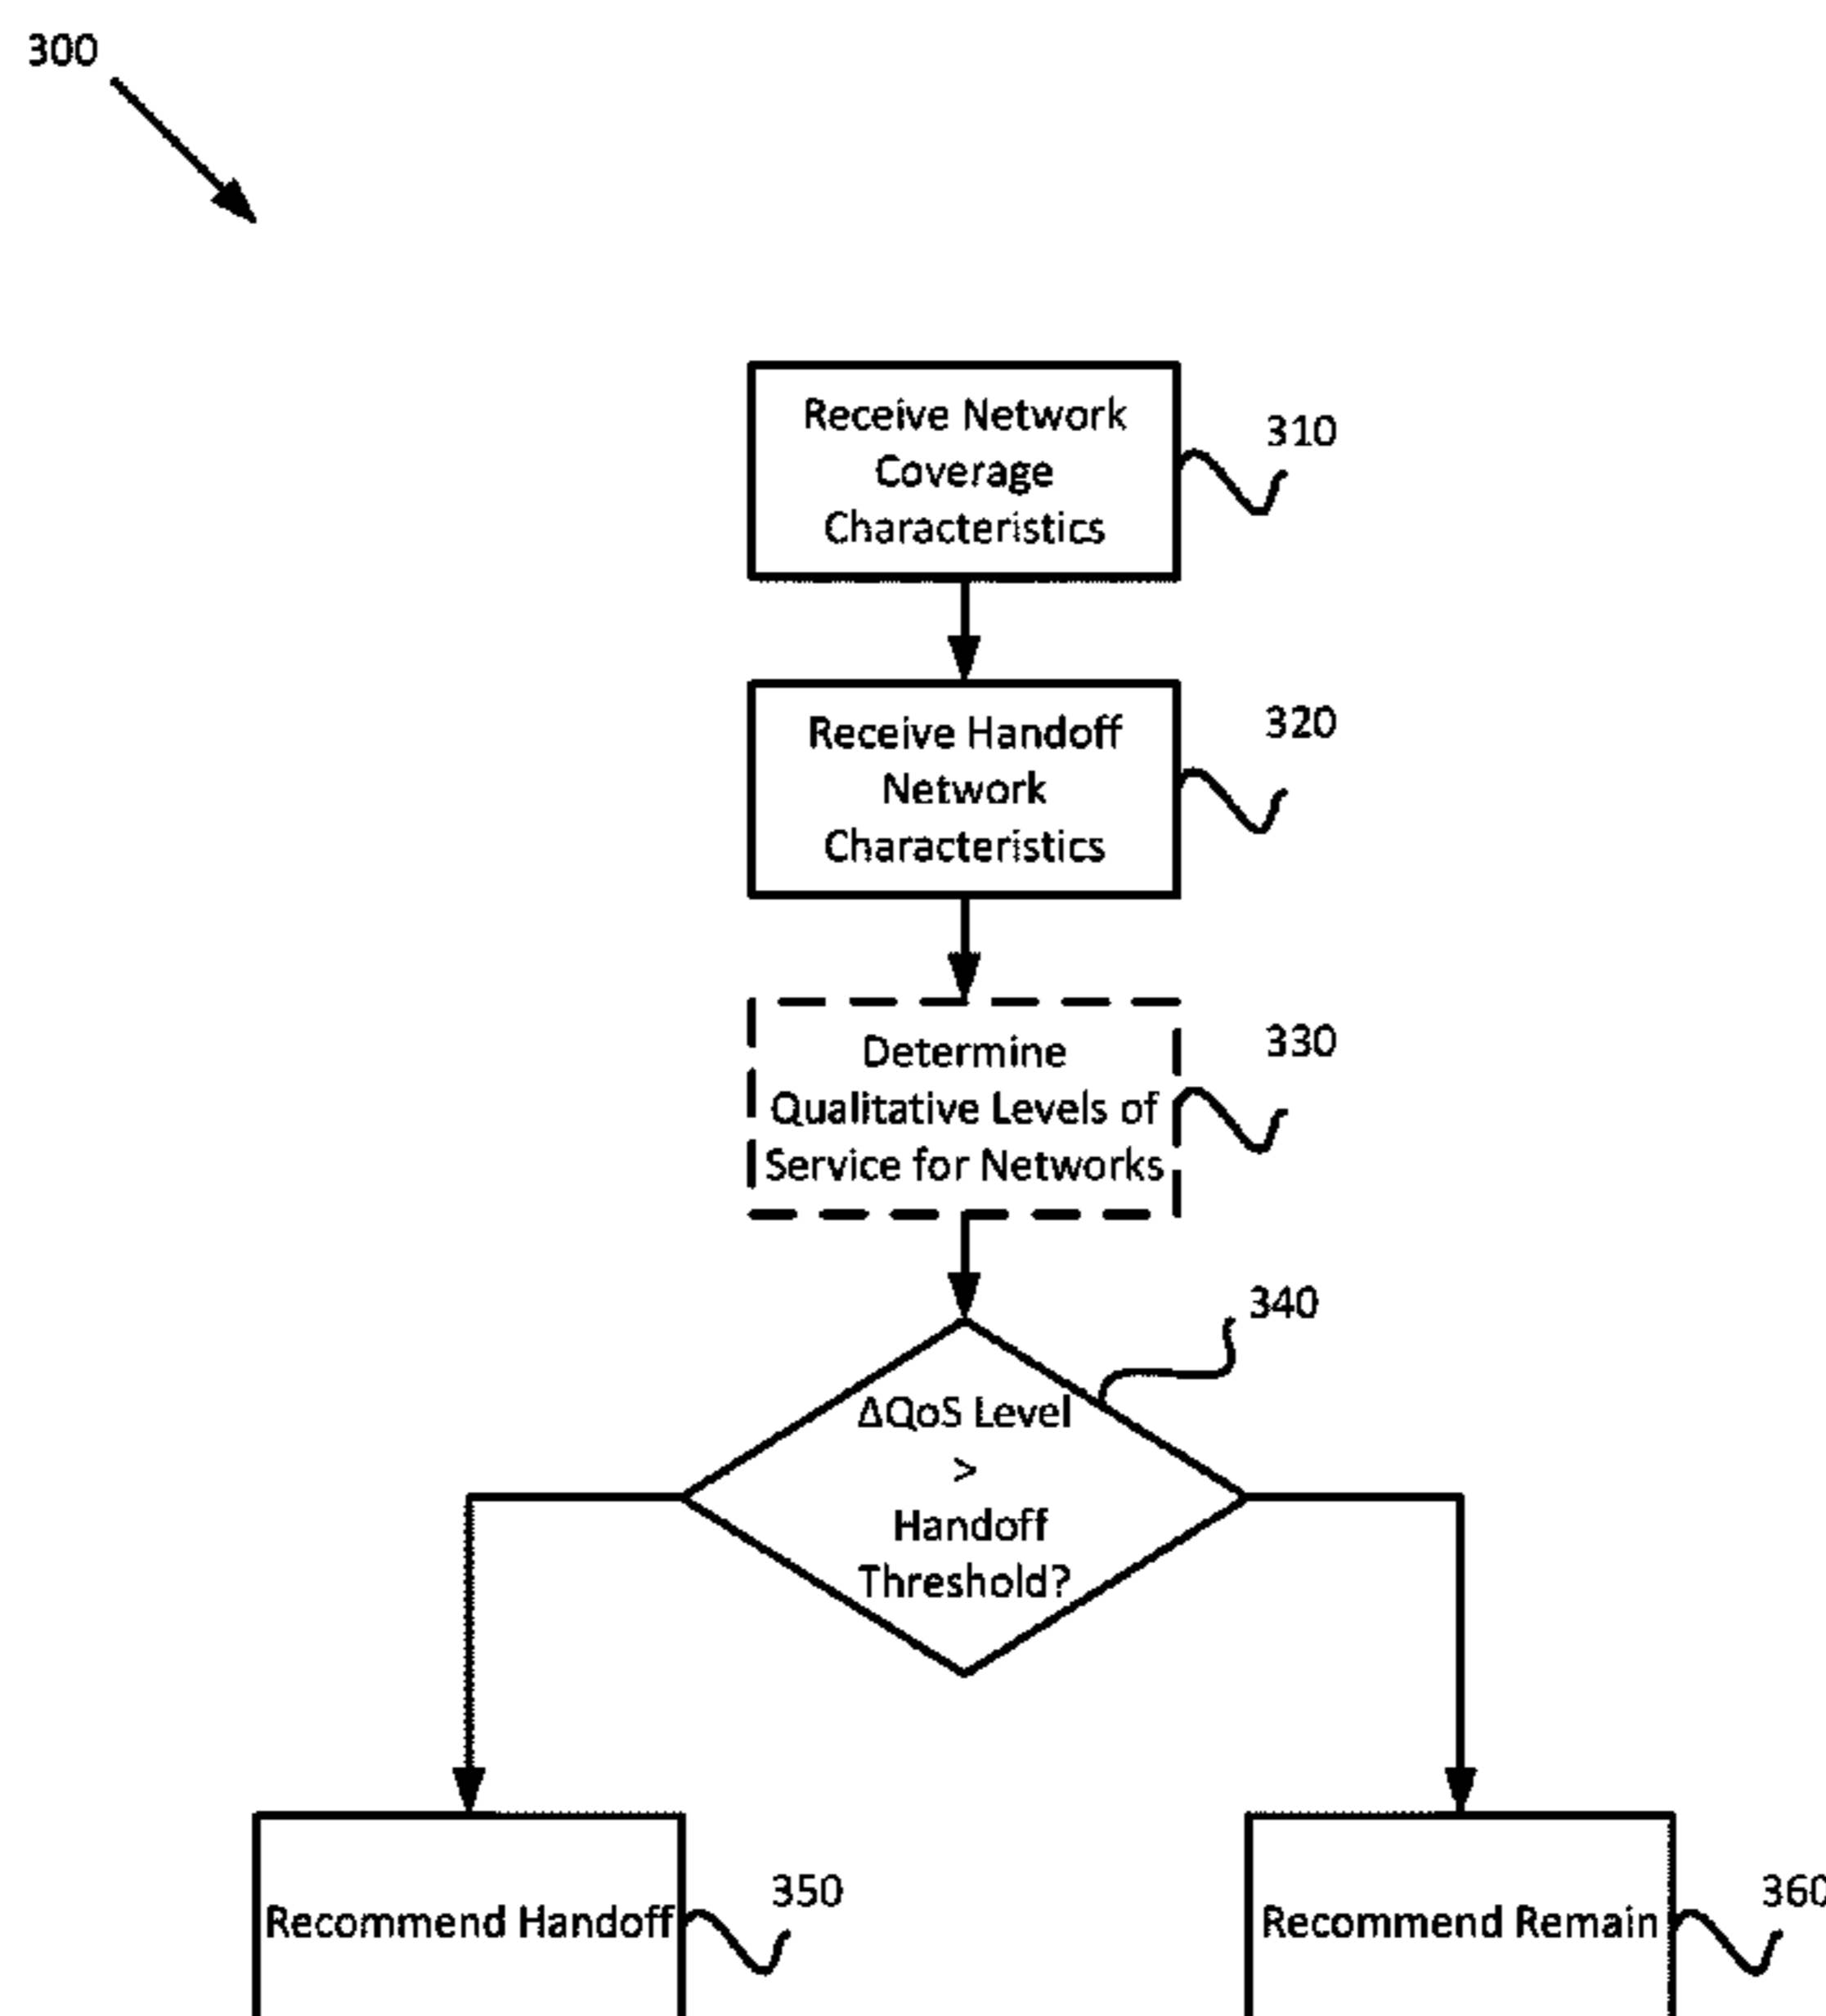 300
Receive Network
Coverage
Characteristics
310
Receive Handoff
Network
Characteristics
320
Determine
Qualitative Levels of
Service for Networks
330
ΔQoS Level
>
Handoff
Threshold?
340
Recommend Handoff
350
Recommend Remain
360